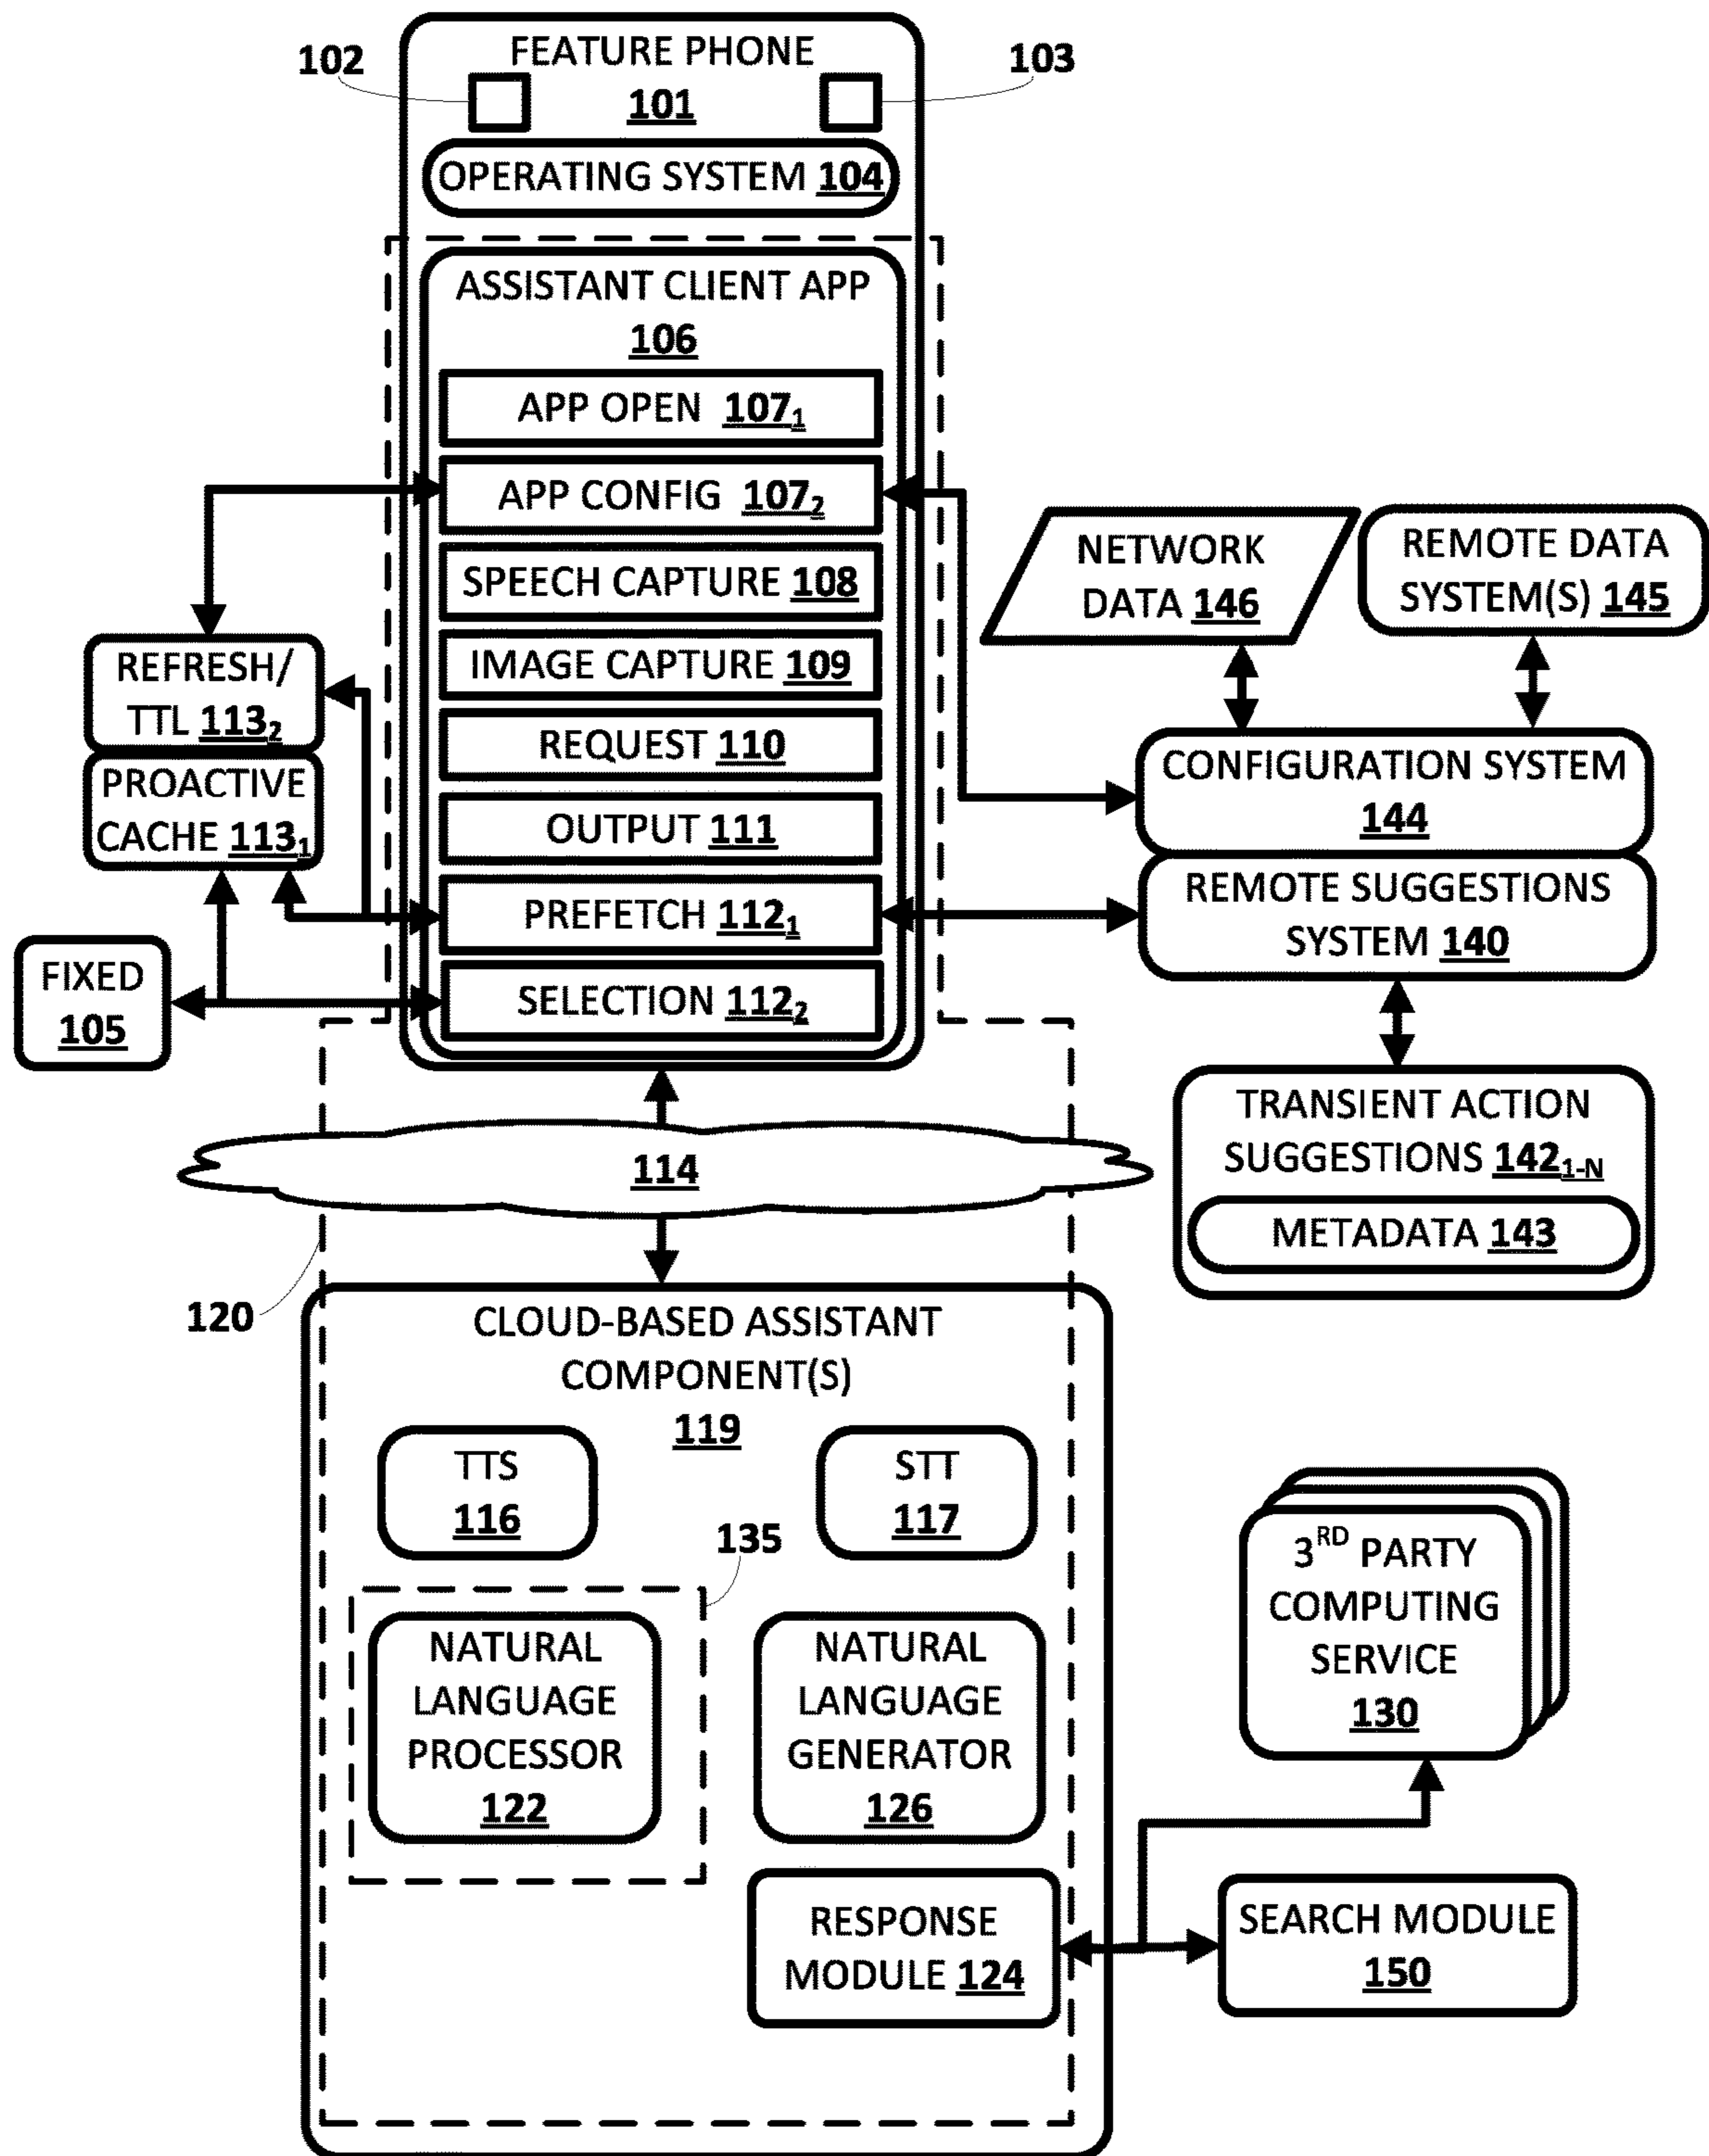 102
FEATURE PHONE
101
103
OPERATING SYSTEM 104
ASSISTANT CLIENT APP
106
APP OPEN 107₁
APP CONFIG 107₂
SPEECH CAPTURE 108
IMAGE CAPTURE 109
REQUEST 110
OUTPUT 111
PREFETCH 112₁
SELECTION 112₂
REFRESH/
TTL 113₂
PROACTIVE
CACHE 113₁
FIXED
105
NETWORK
DATA 146
REMOTE DATA
SYSTEM(S) 145
CONFIGURATION SYSTEM
144
REMOTE SUGGESTIONS
SYSTEM 140
TRANSIENT ACTION
SUGGESTIONS 142₁₋N
METADATA 143
114
120
CLOUD-BASED ASSISTANT
COMPONENT(S)
119
TTS
116
STT
117
135
NATURAL
LANGUAGE
PROCESSOR
122
NATURAL
LANGUAGE
GENERATOR
126
RESPONSE
MODULE 124
3RD PARTY
COMPUTING
SERVICE
130
SEARCH MODULE
150